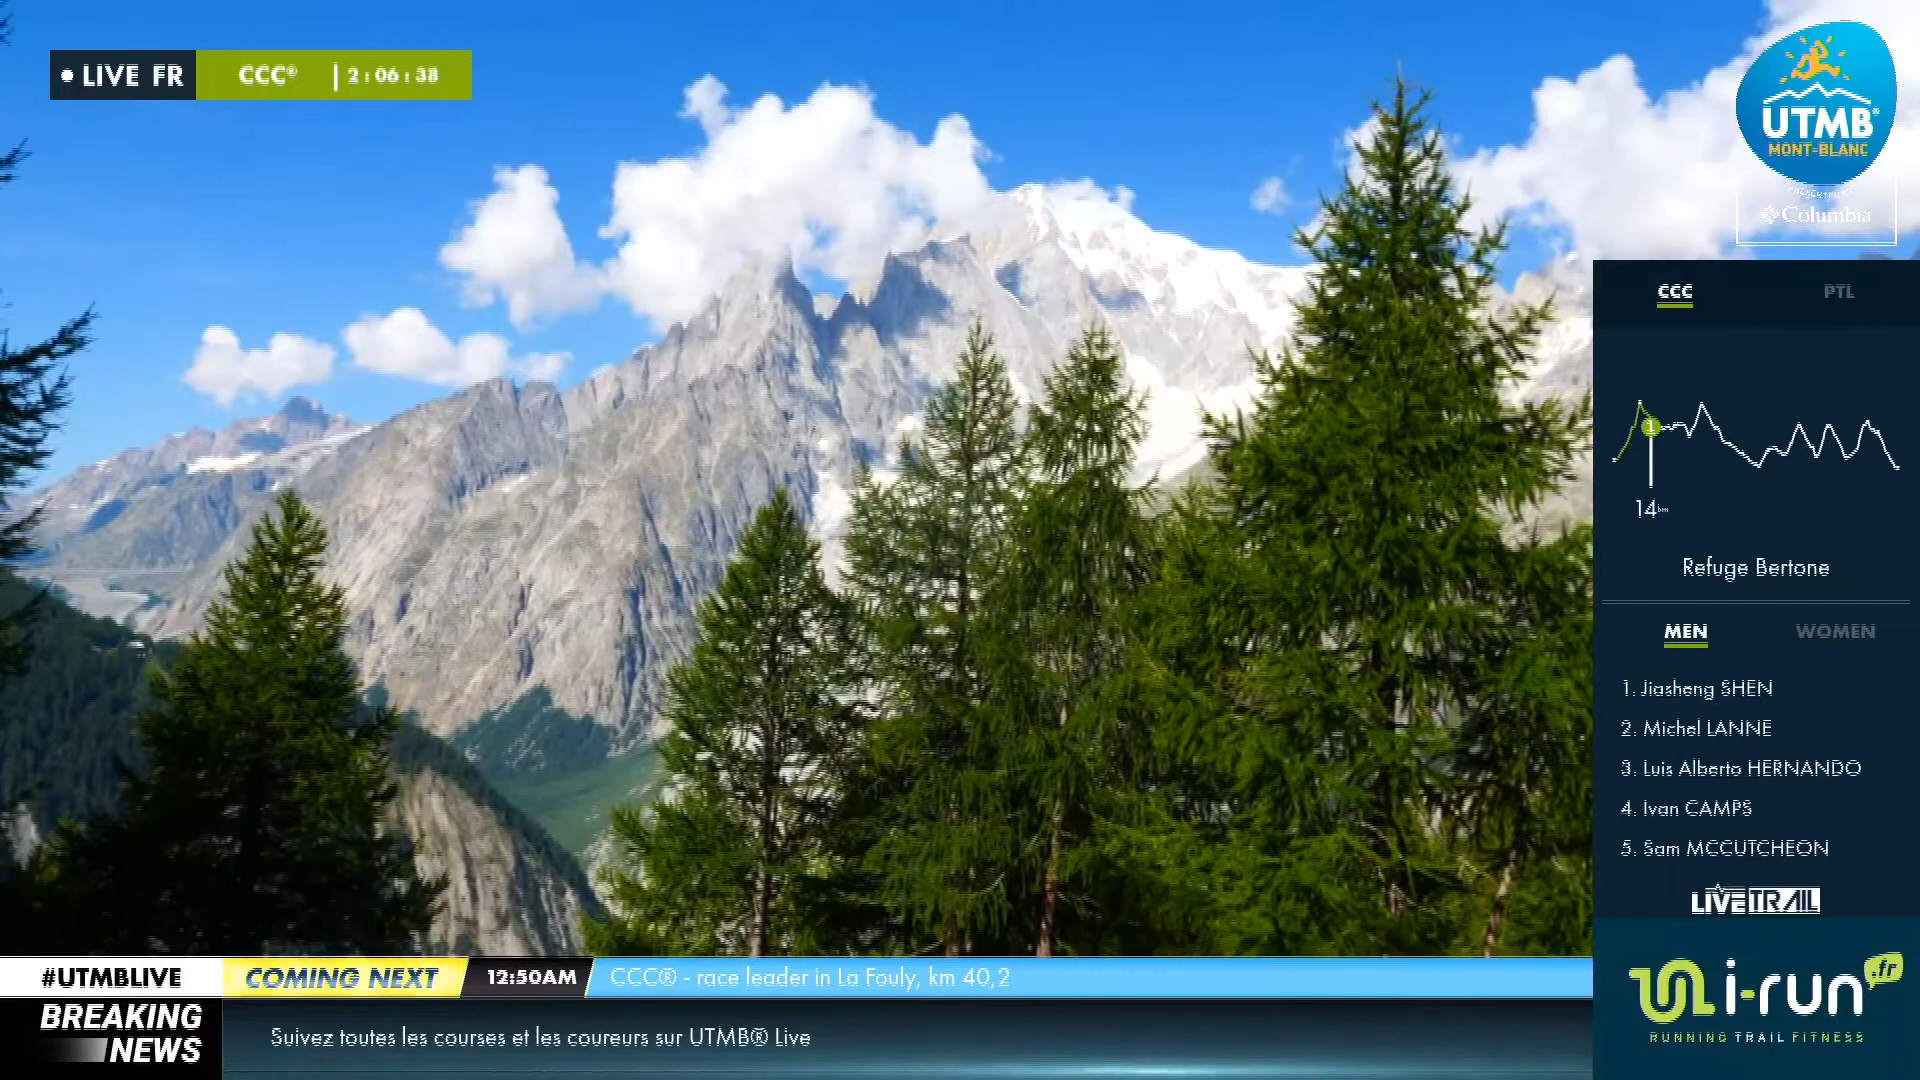 LIVE FR
CCC® | 2:06:38
UTMB®
MONT-BLANC
Columbia
CCC PTL
1
14 km
Refuge Bertone
MEN WOMEN
1. Jiasheng SHEN
2. Michel LANNE
3. Luis Alberto HERNANDO
4. Ivan CAMPS
5. Sam MCCUTCHEON
LIVETRAIL
#UTMBLIVE COMING NEXT 12:50AM CCC® - race leader in La Fouly, km 40,2
BREAKING
NEWS
Suivez toutes les courses et les coureurs sur UTMB® Live
i-run.fr
RUNNING TRAIL FITNESS